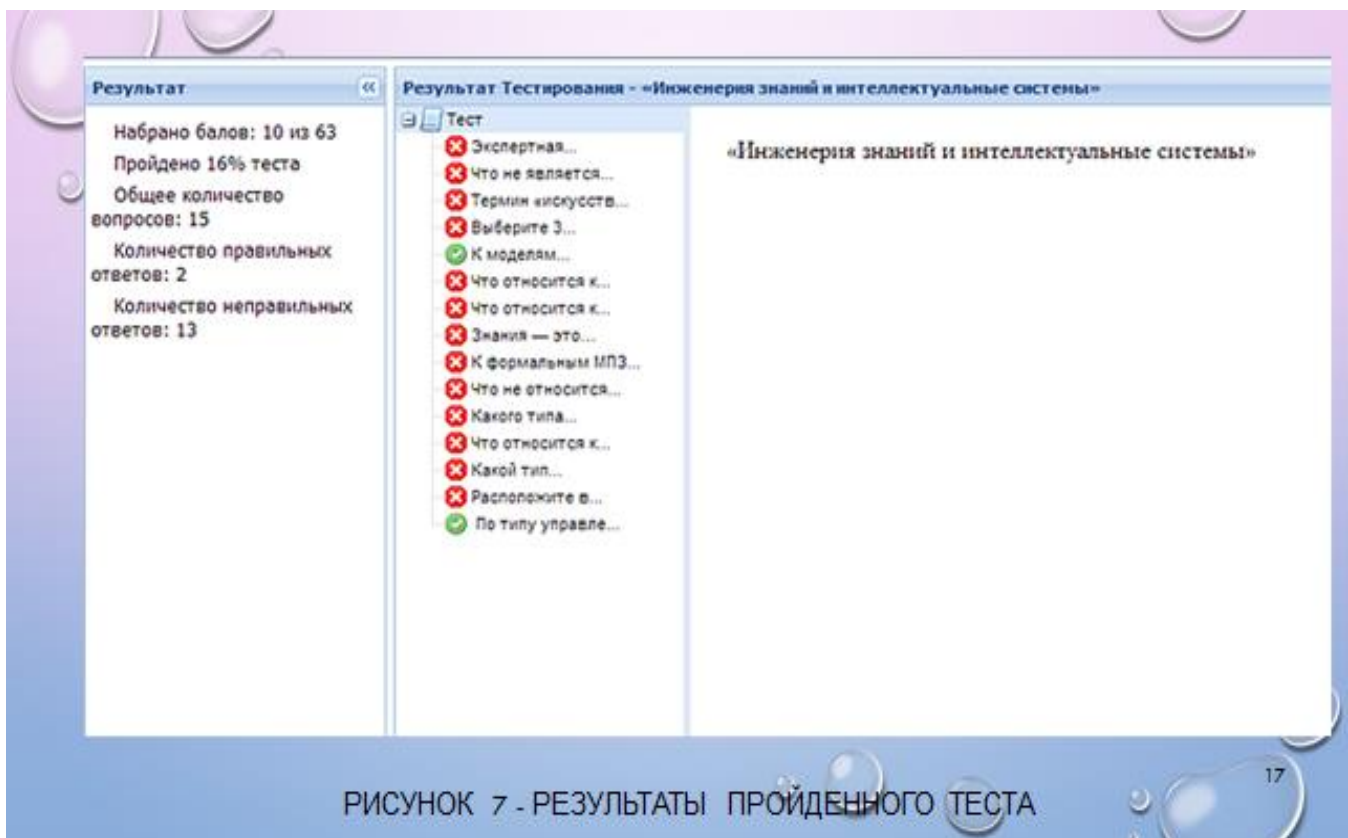 Результат
Набрано балов: 10 из 63
Пройдено 16% теста
Общее количество
вопросов: 15
Количество правильных
ответов: 2
Количество неправильных
ответов: 13
Результат Тестирования - «Инженерия знаний и интеллектуальные системы»
Тест
Экспертная...
Что не является...
Термин «искусств...
Выберите 3...
К моделям...
Что относится к...
Что относится к...
Знания — это...
К формальным МПЗ...
Что не относится...
Какого типа...
Что относится к...
Какой тип...
Расположите в...
По типу управле...
«Инженерия знаний и интеллектуальные системы»
17
РИСУНОК 7 - РЕЗУЛЬТАТЫ ПРОЙДЕННОГО ТЕСТА